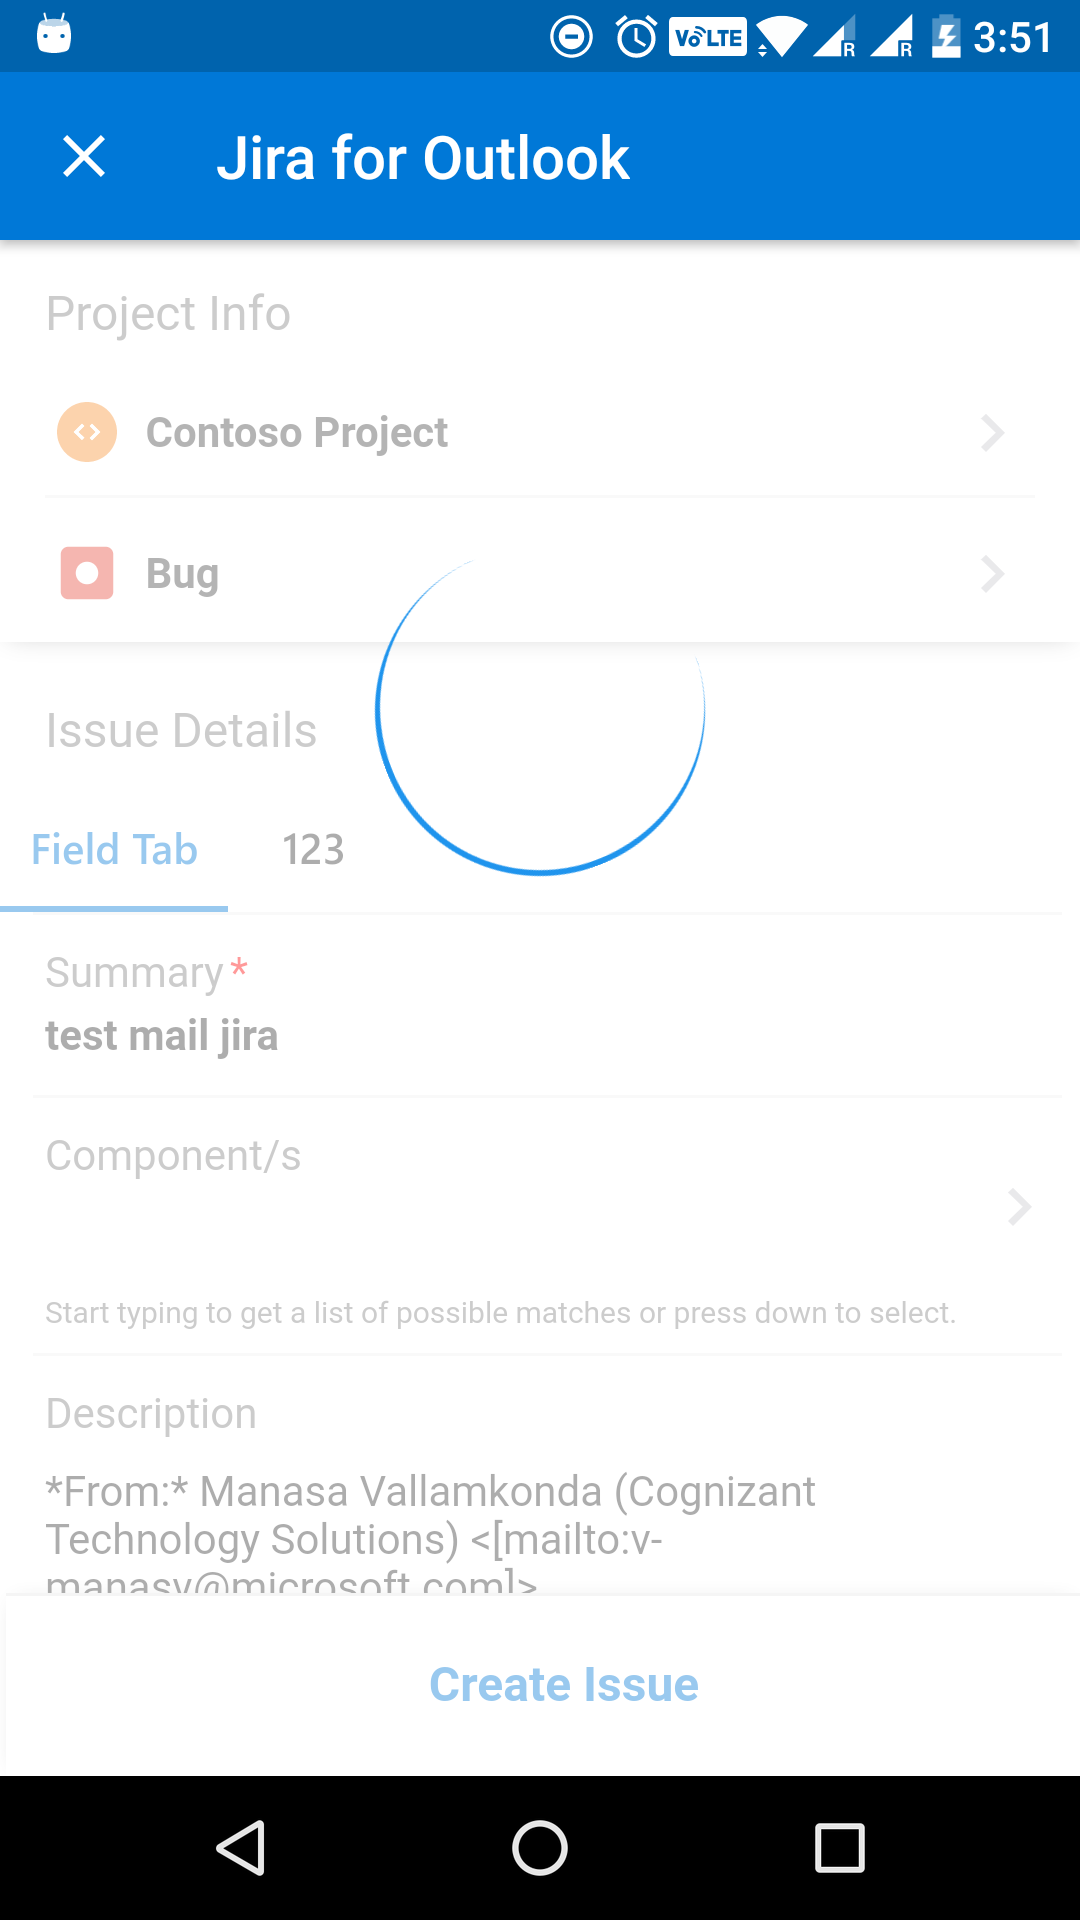 VoLTE R R 3:51
Jira for Outlook
Project Info
Contoso Project
Bug
Issue Details
Field Tab 123
Summary *
test mail jira
Component/s
Start typing to get a list of possible matches or press down to select.
Description
*From:* Manasa Vallamkonda (Cognizant
Technology Solutions) <[mailto:v-
manasv@microsoft.com]>
Create Issue